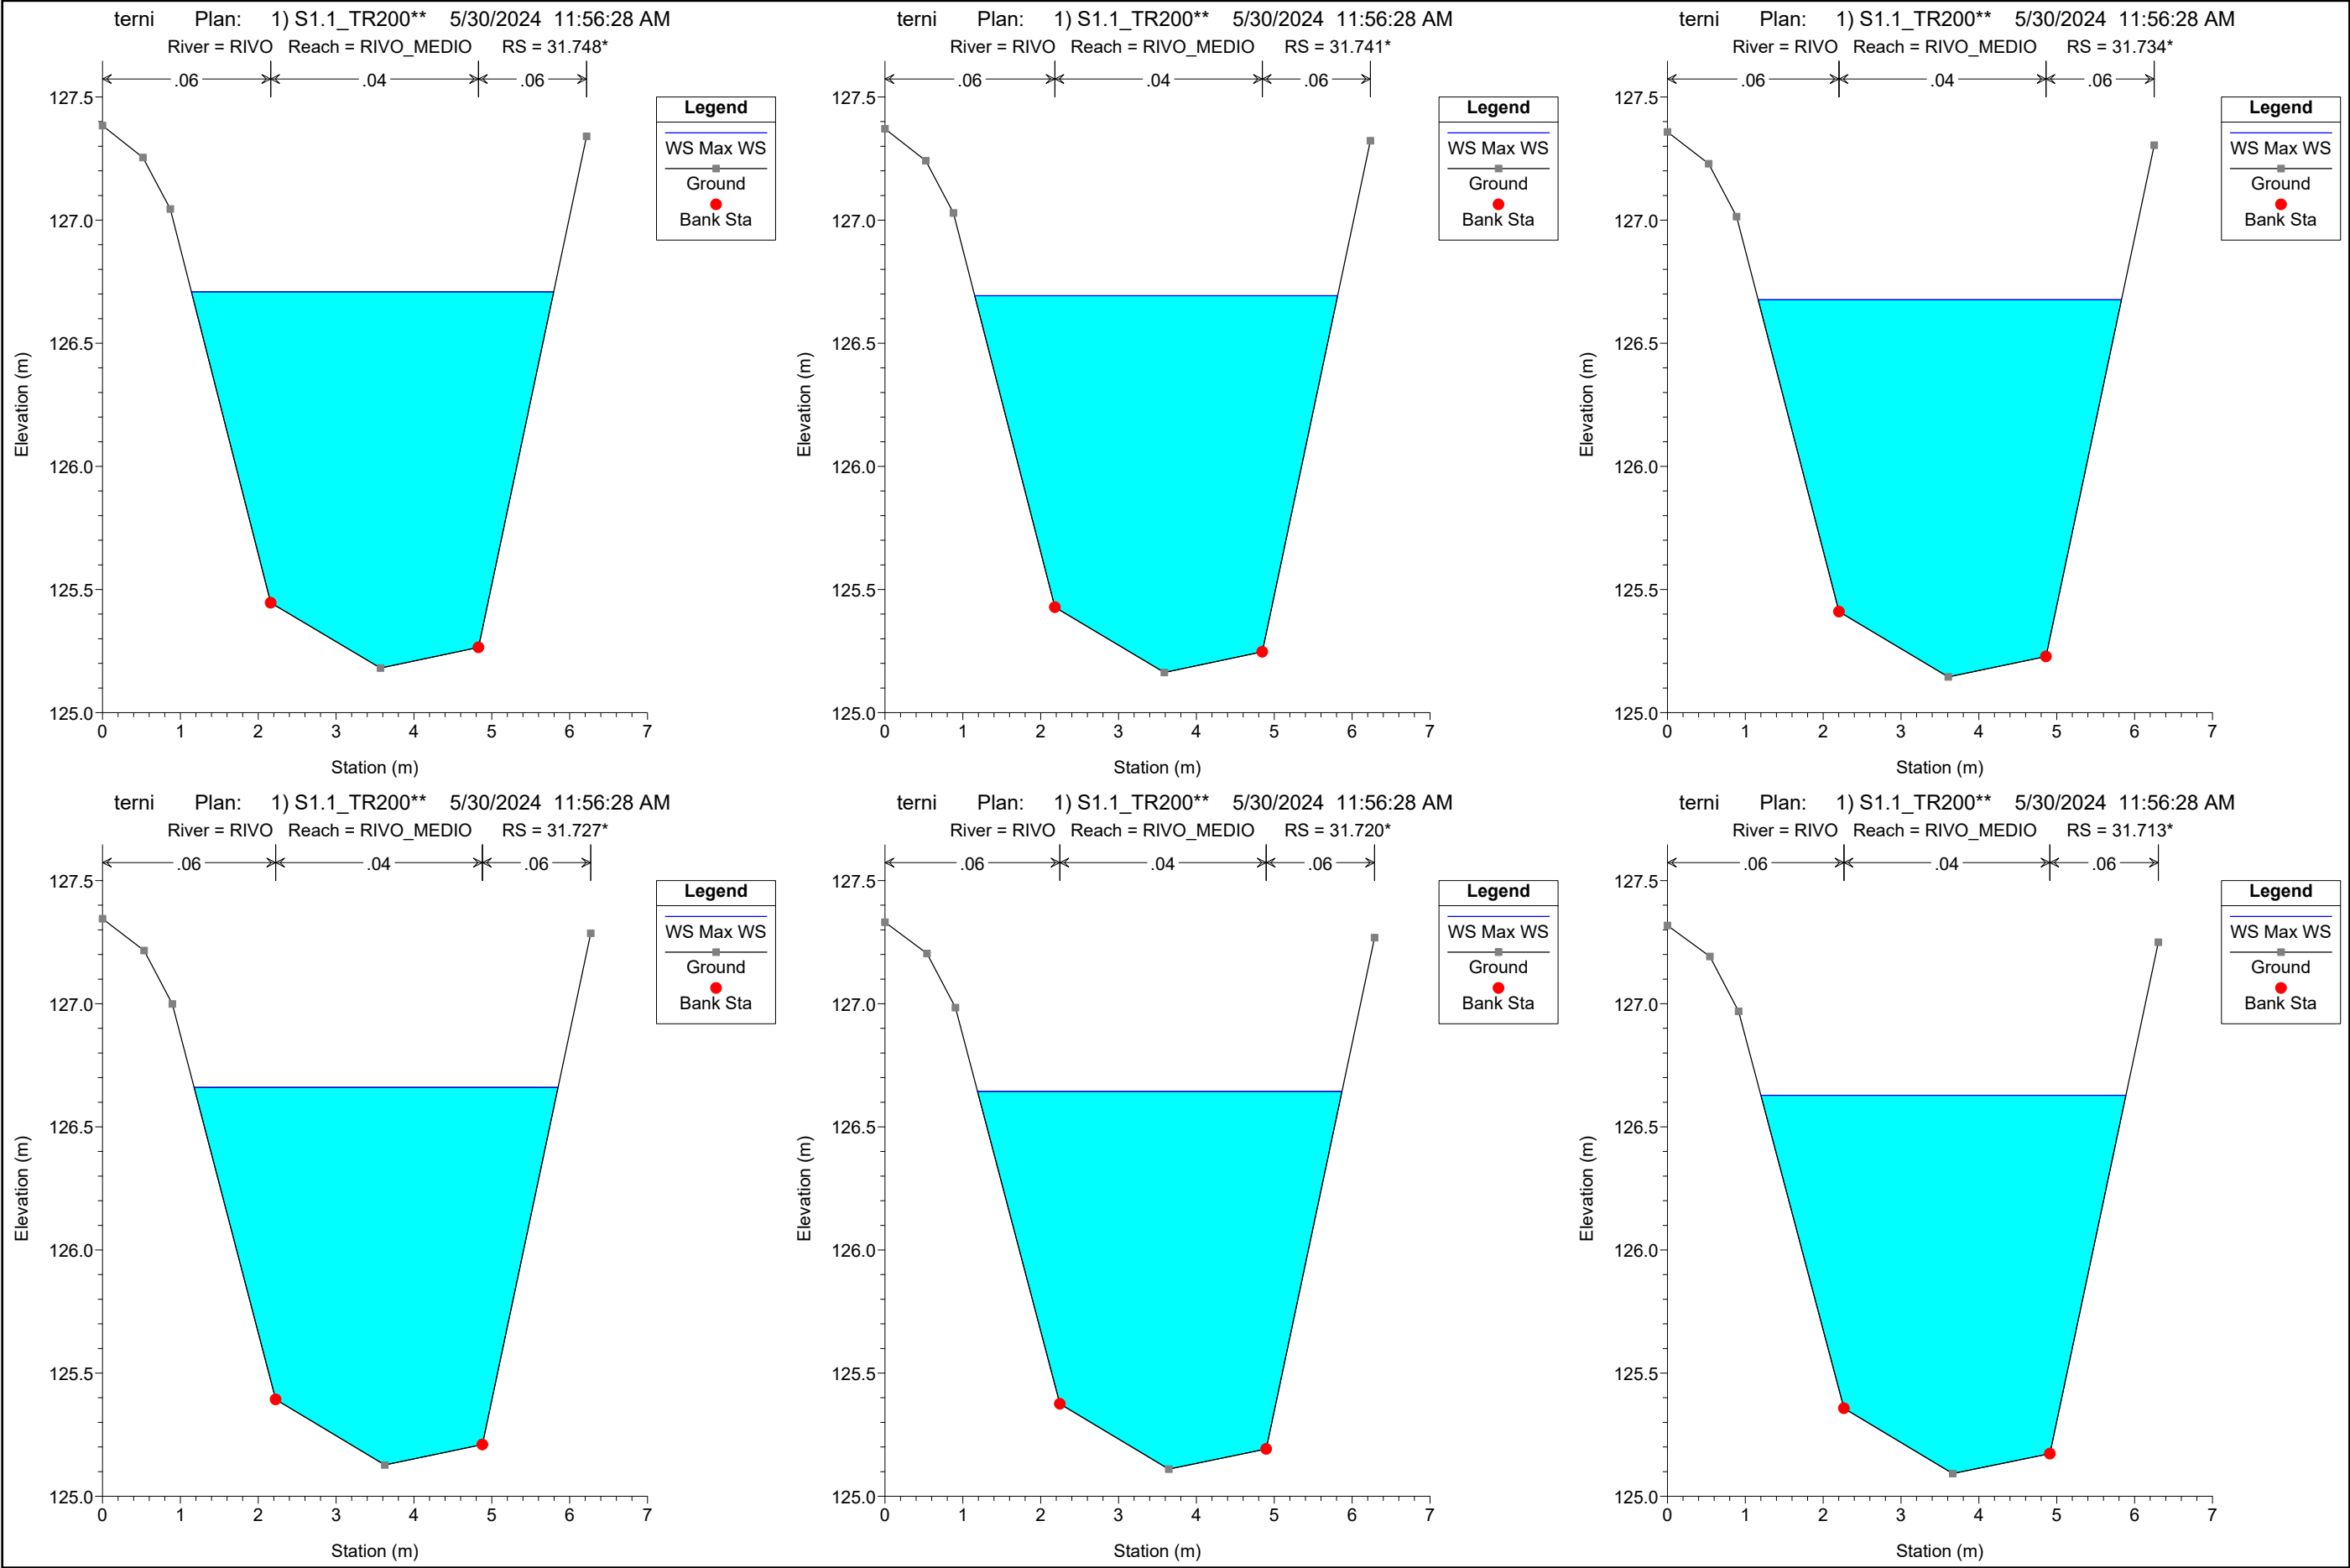 terni Plan: 1) S1.1_TR200** 5/30/2024 11:56:28 AM
River = RIVO Reach = RIVO_MEDIO RS = 31.748*
.06 .04 .06
127.5
127.0
126.5
126.0
125.5
125.0
0 1 2 3 4 5 6 7
Station (m)
Elevation (m)
Legend
WS Max WS
Ground
Bank Sta
terni Plan: 1) S1.1_TR200** 5/30/2024 11:56:28 AM
River = RIVO Reach = RIVO_MEDIO RS = 31.741*
.06 .04 .06
127.5
127.0
126.5
126.0
125.5
125.0
0 1 2 3 4 5 6 7
Station (m)
Elevation (m)
Legend
WS Max WS
Ground
Bank Sta
terni Plan: 1) S1.1_TR200** 5/30/2024 11:56:28 AM
River = RIVO Reach = RIVO_MEDIO RS = 31.734*
.06 .04 .06
127.5
127.0
126.5
126.0
125.5
125.0
0 1 2 3 4 5 6 7
Station (m)
Elevation (m)
Legend
WS Max WS
Ground
Bank Sta
terni Plan: 1) S1.1_TR200** 5/30/2024 11:56:28 AM
River = RIVO Reach = RIVO_MEDIO RS = 31.727*
.06 .04 .06
127.5
127.0
126.5
126.0
125.5
125.0
0 1 2 3 4 5 6 7
Station (m)
Elevation (m)
Legend
WS Max WS
Ground
Bank Sta
terni Plan: 1) S1.1_TR200** 5/30/2024 11:56:28 AM
River = RIVO Reach = RIVO_MEDIO RS = 31.720*
.06 .04 .06
127.5
127.0
126.5
126.0
125.5
125.0
0 1 2 3 4 5 6 7
Station (m)
Elevation (m)
Legend
WS Max WS
Ground
Bank Sta
terni Plan: 1) S1.1_TR200** 5/30/2024 11:56:28 AM
River = RIVO Reach = RIVO_MEDIO RS = 31.713*
.06 .04 .06
127.5
127.0
126.5
126.0
125.5
125.0
0 1 2 3 4 5 6 7
Station (m)
Elevation (m)
Legend
WS Max WS
Ground
Bank Sta